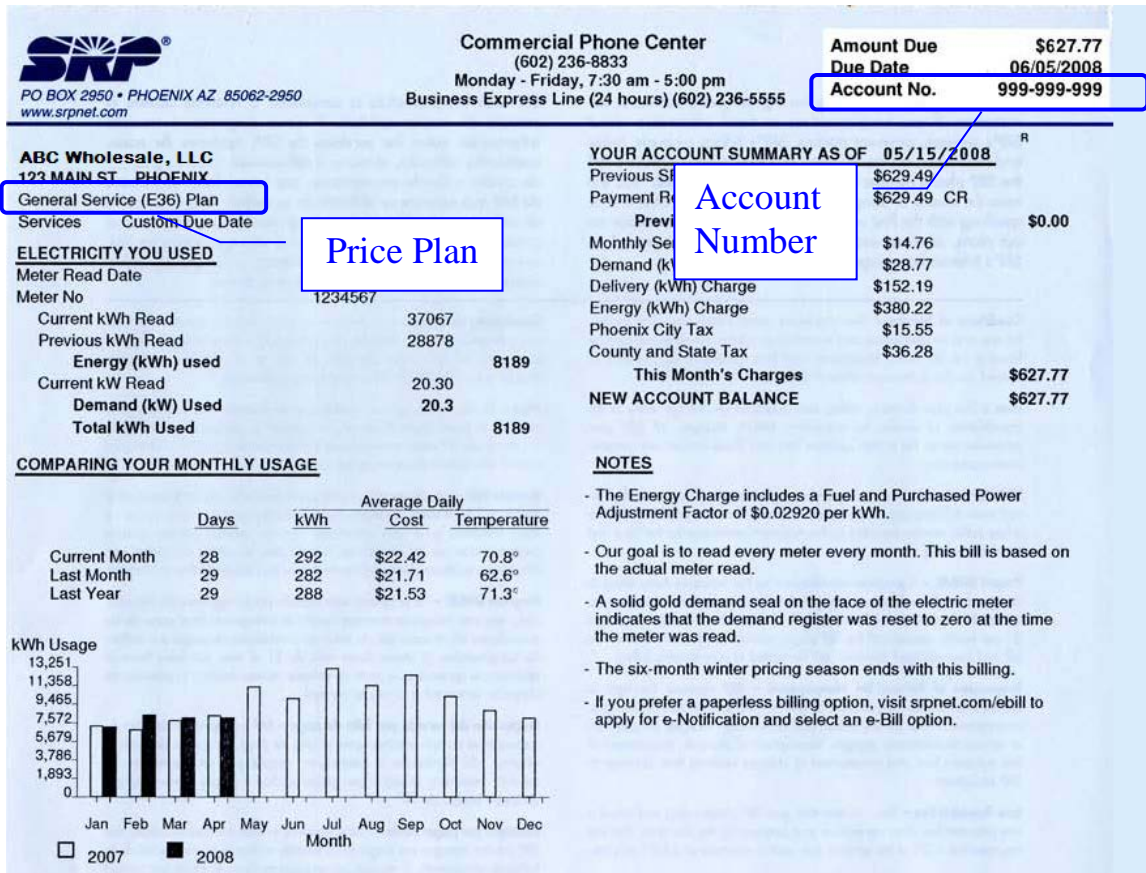 SRP®
PO BOX 2950 • PHOENIX AZ 85062-2950
www.srpnet.com
Commercial Phone Center
(602) 236-8833
Monday - Friday, 7:30 am - 5:00 pm
Business Express Line (24 hours) (602) 236-5555
Amount Due $627.77
Due Date 06/05/2008
Account No. 999-999-999
R
ABC Wholesale, LLC
123 MAIN ST PHOENIX
General Service (E36) Plan
Services Custom Due Date
Price Plan
ELECTRICITY YOU USED
Meter Read Date
Meter No 1234567
Current kWh Read 37067
Previous kWh Read 28878
Energy (kWh) used 8189
Current kW Read 20.30
Demand (kW) Used 20.3
Total kWh Used 8189
YOUR ACCOUNT SUMMARY AS OF 05/15/2008
Previous $629.49
Payment $629.49 CR
$0.00
Account
Number
Monthly $14.76
Demand $28.77
Delivery (kWh) Charge $152.19
Energy (kWh) Charge $380.22
Phoenix City Tax $15.55
County and State Tax $36.28
This Month's Charges $627.77
NEW ACCOUNT BALANCE $627.77
COMPARING YOUR MONTHLY USAGE
Average Daily
Days kWh Cost Temperature
Current Month 28 292 $22.42 70.8°
Last Month 29 282 $21.71 62.6°
Last Year 29 288 $21.53 71.3°
NOTES
- The Energy Charge includes a Fuel and Purchased Power
Adjustment Factor of $0.02920 per kWh.
- Our goal is to read every meter every month. This bill is based on
the actual meter read.
- A solid gold demand seal on the face of the electric meter
indicates that the demand register was reset to zero at the time
the meter was read.
- The six-month winter pricing season ends with this billing.
- If you prefer a paperless billing option, visit srpnet.com/ebill to
apply for e-Notification and select an e-Bill option.
kWh Usage
13,251
11,358
9,465
7,572
5,679
3,786
1,893
0
Jan Feb Mar Apr May Jun Jul Aug Sep Oct Nov Dec
Month
2007 2008